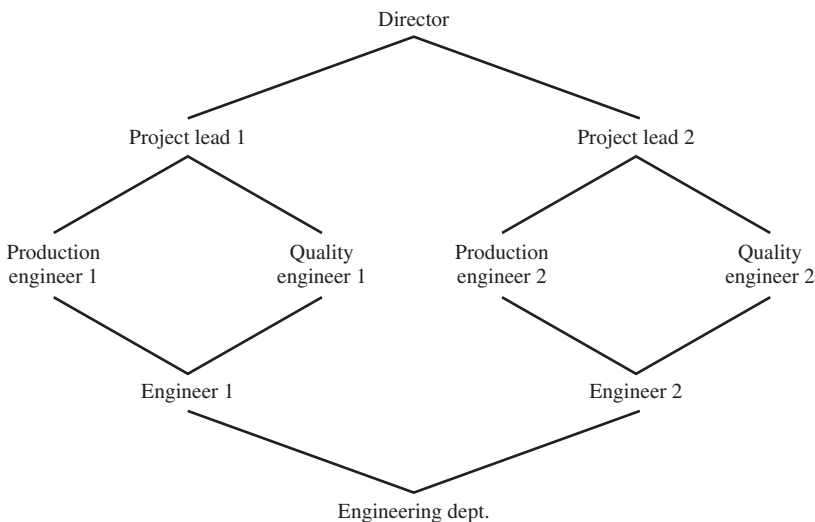 Director
Project lead 1
Project lead 2
Production
engineer 1
Quality
engineer 1
Production
engineer 2
Quality
engineer 2
Engineer 1
Engineer 2
Engineering dept.